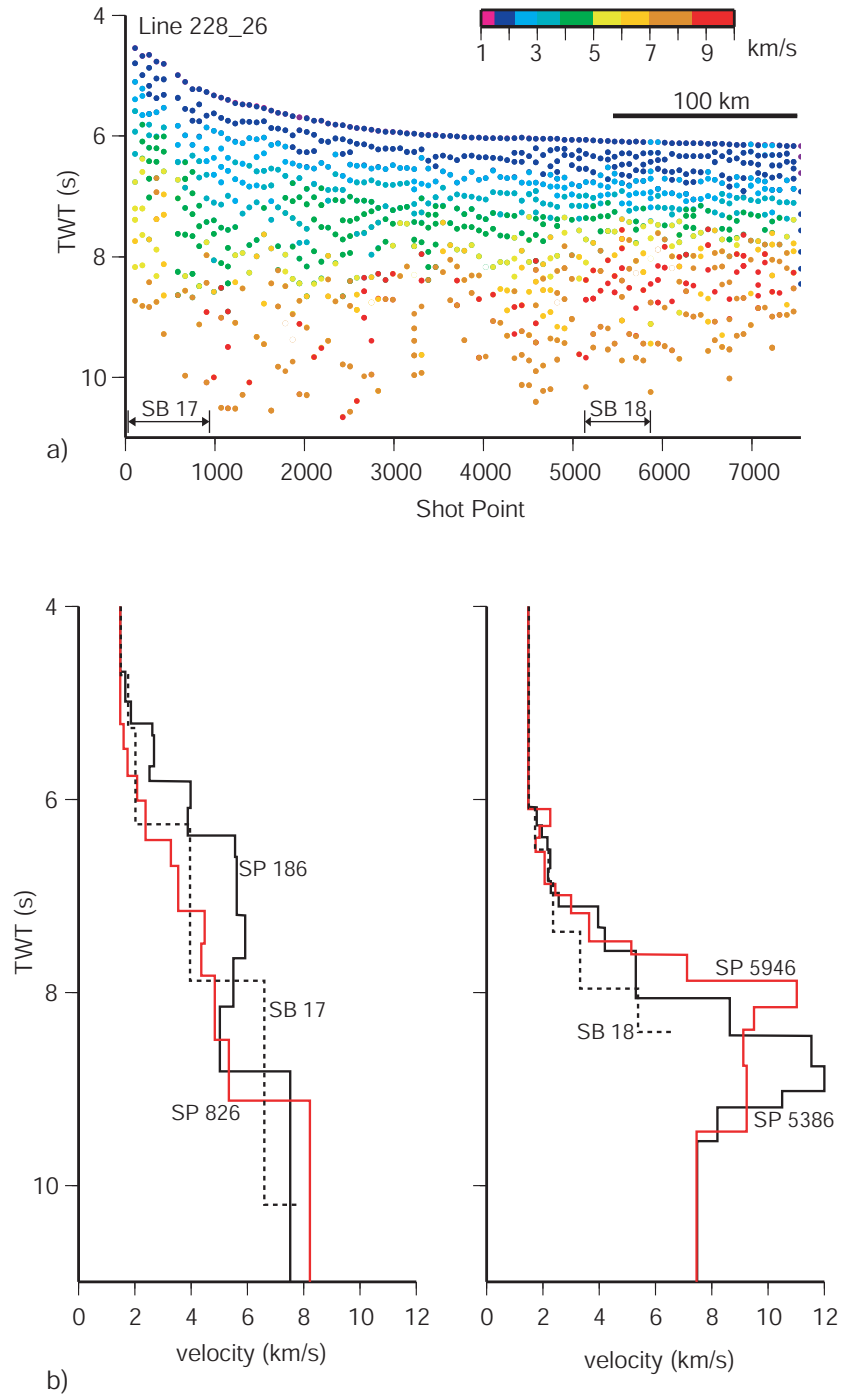 4
Line 228_26
1 3 5 7 9 km/s
100 km
6
TWT (s)
8
10
SB 17
SB 18
a)
0 1000 2000 3000 4000 5000 6000 7000
Shot Point
4
4
6
SP 186
TWT (s)
SP 5946
8
SB 17
SB 18
SP 826
SP 5386
10
0 2 4 6 8 10 12
0 2 4 6 8 10 12
velocity (km/s)
velocity (km/s)
b)